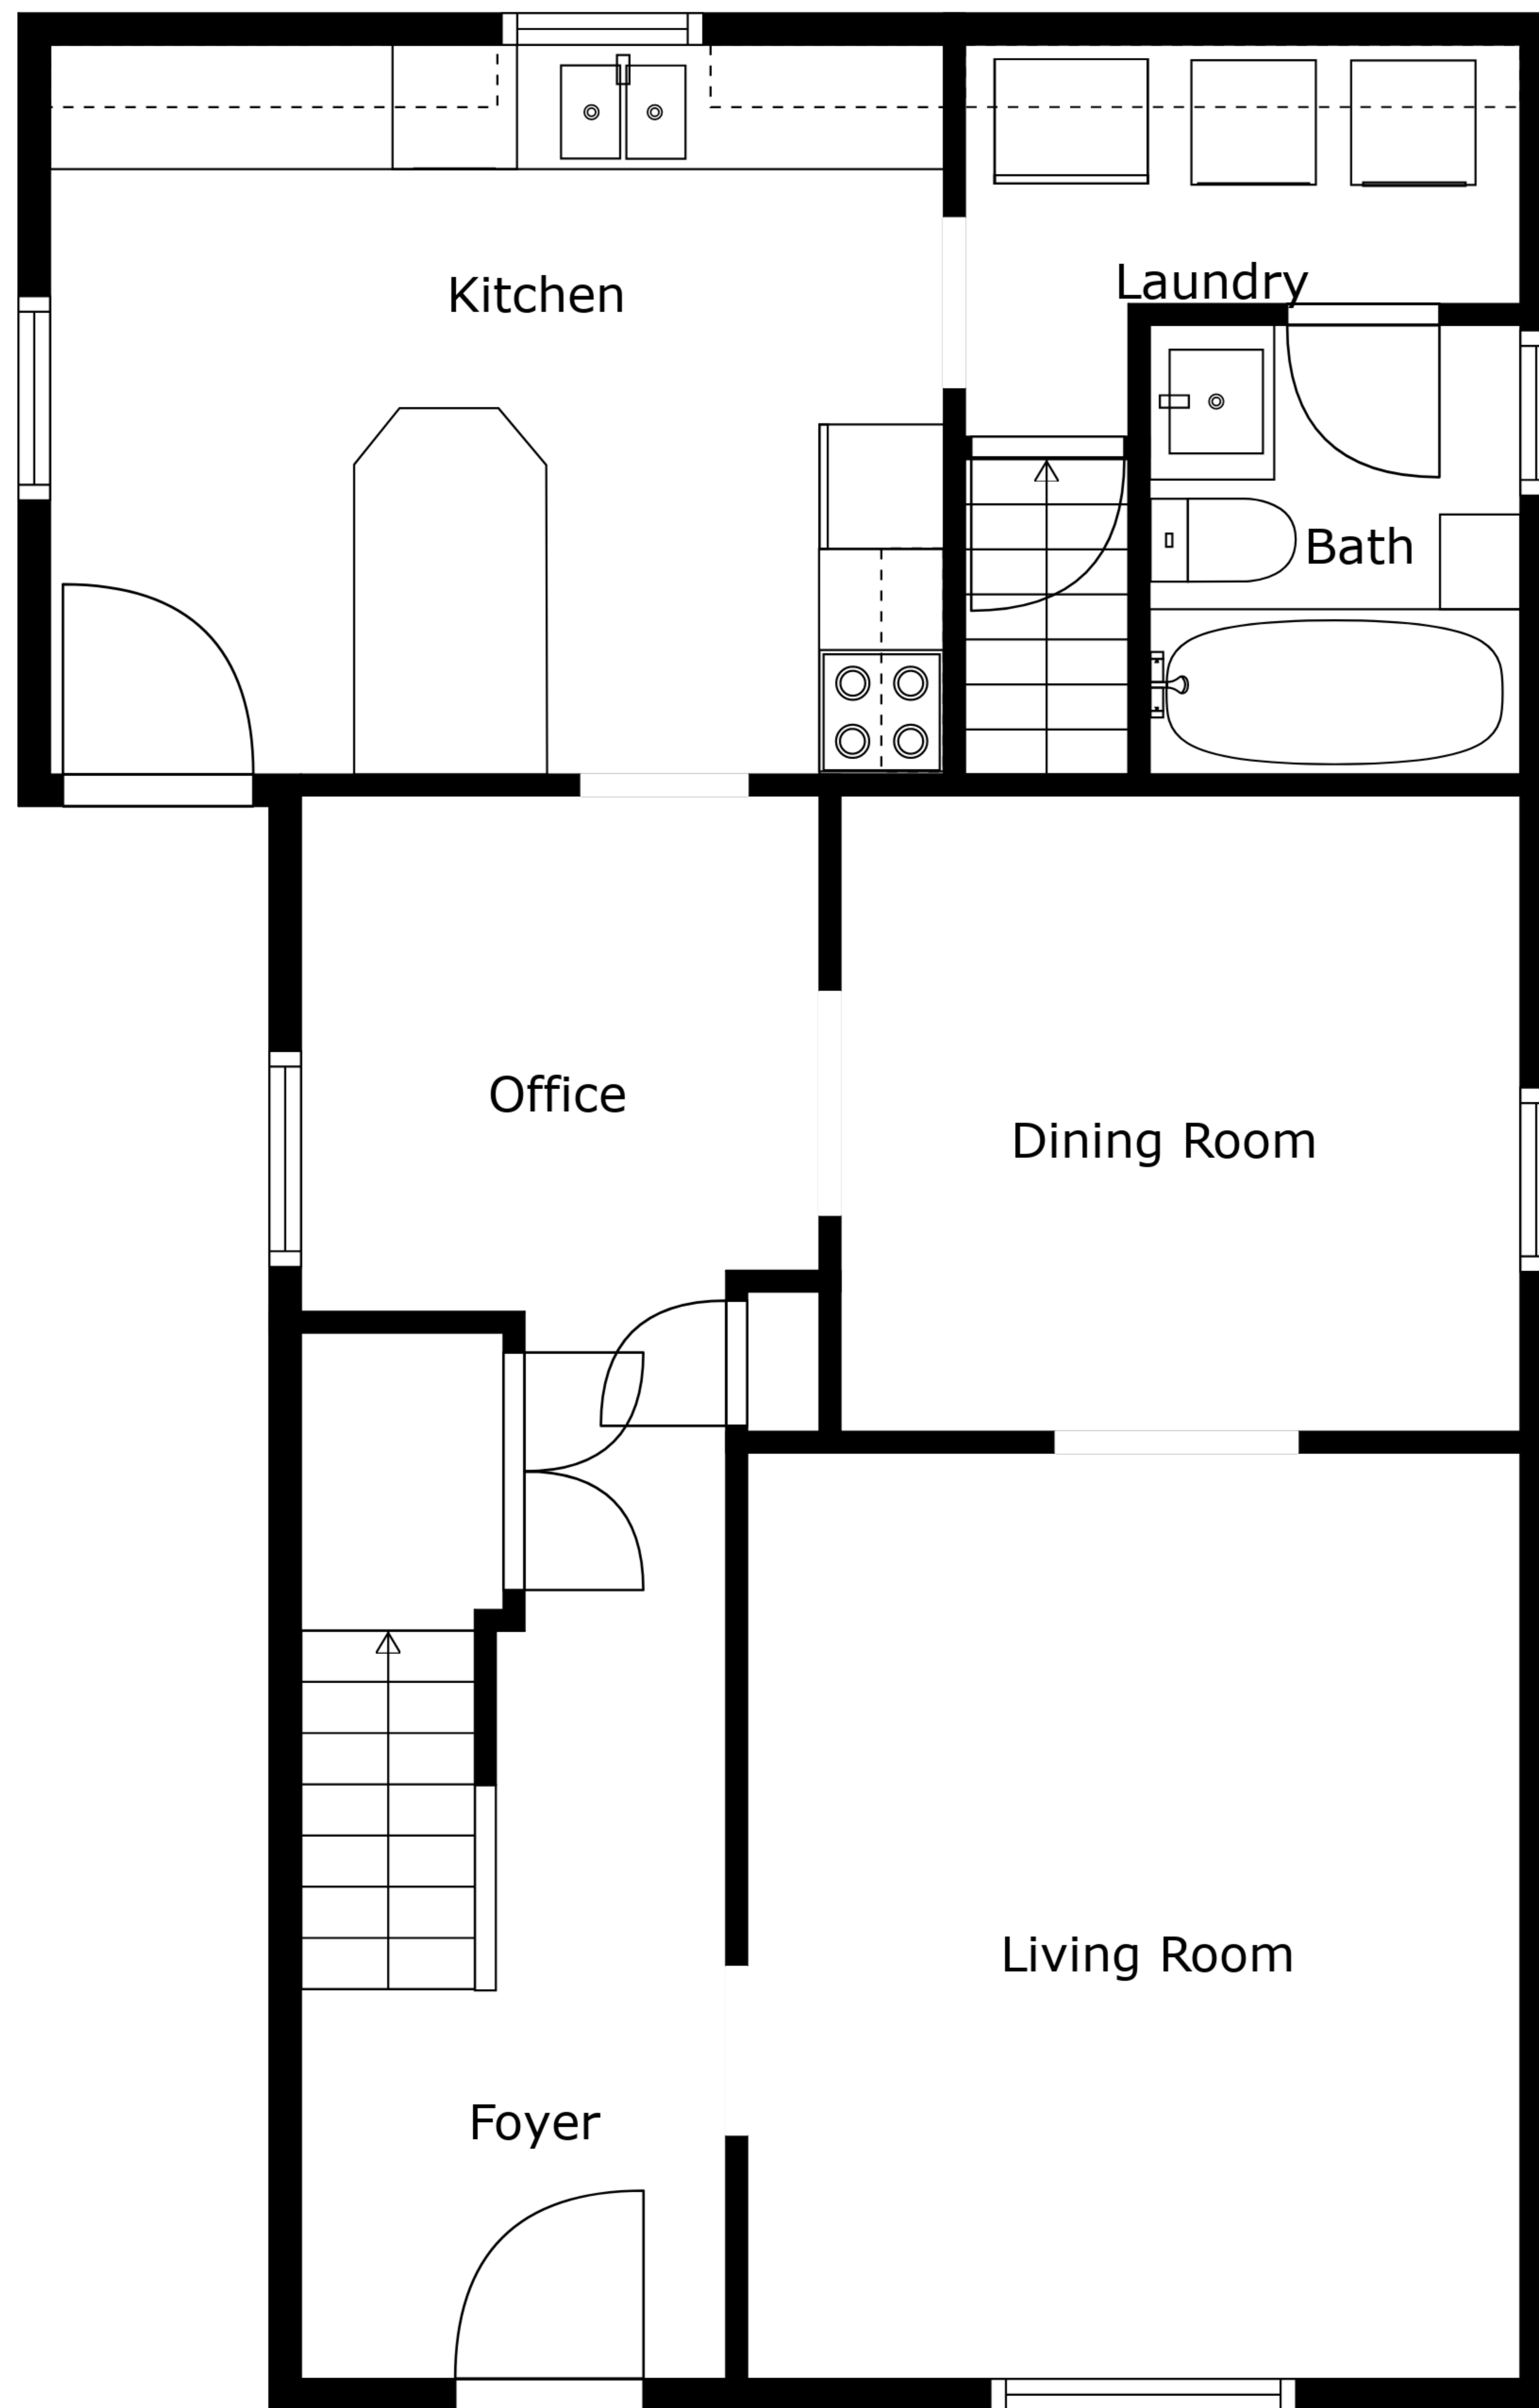 Kitchen
Laundry
Bath
Office
Dining Room
Living Room
Foyer